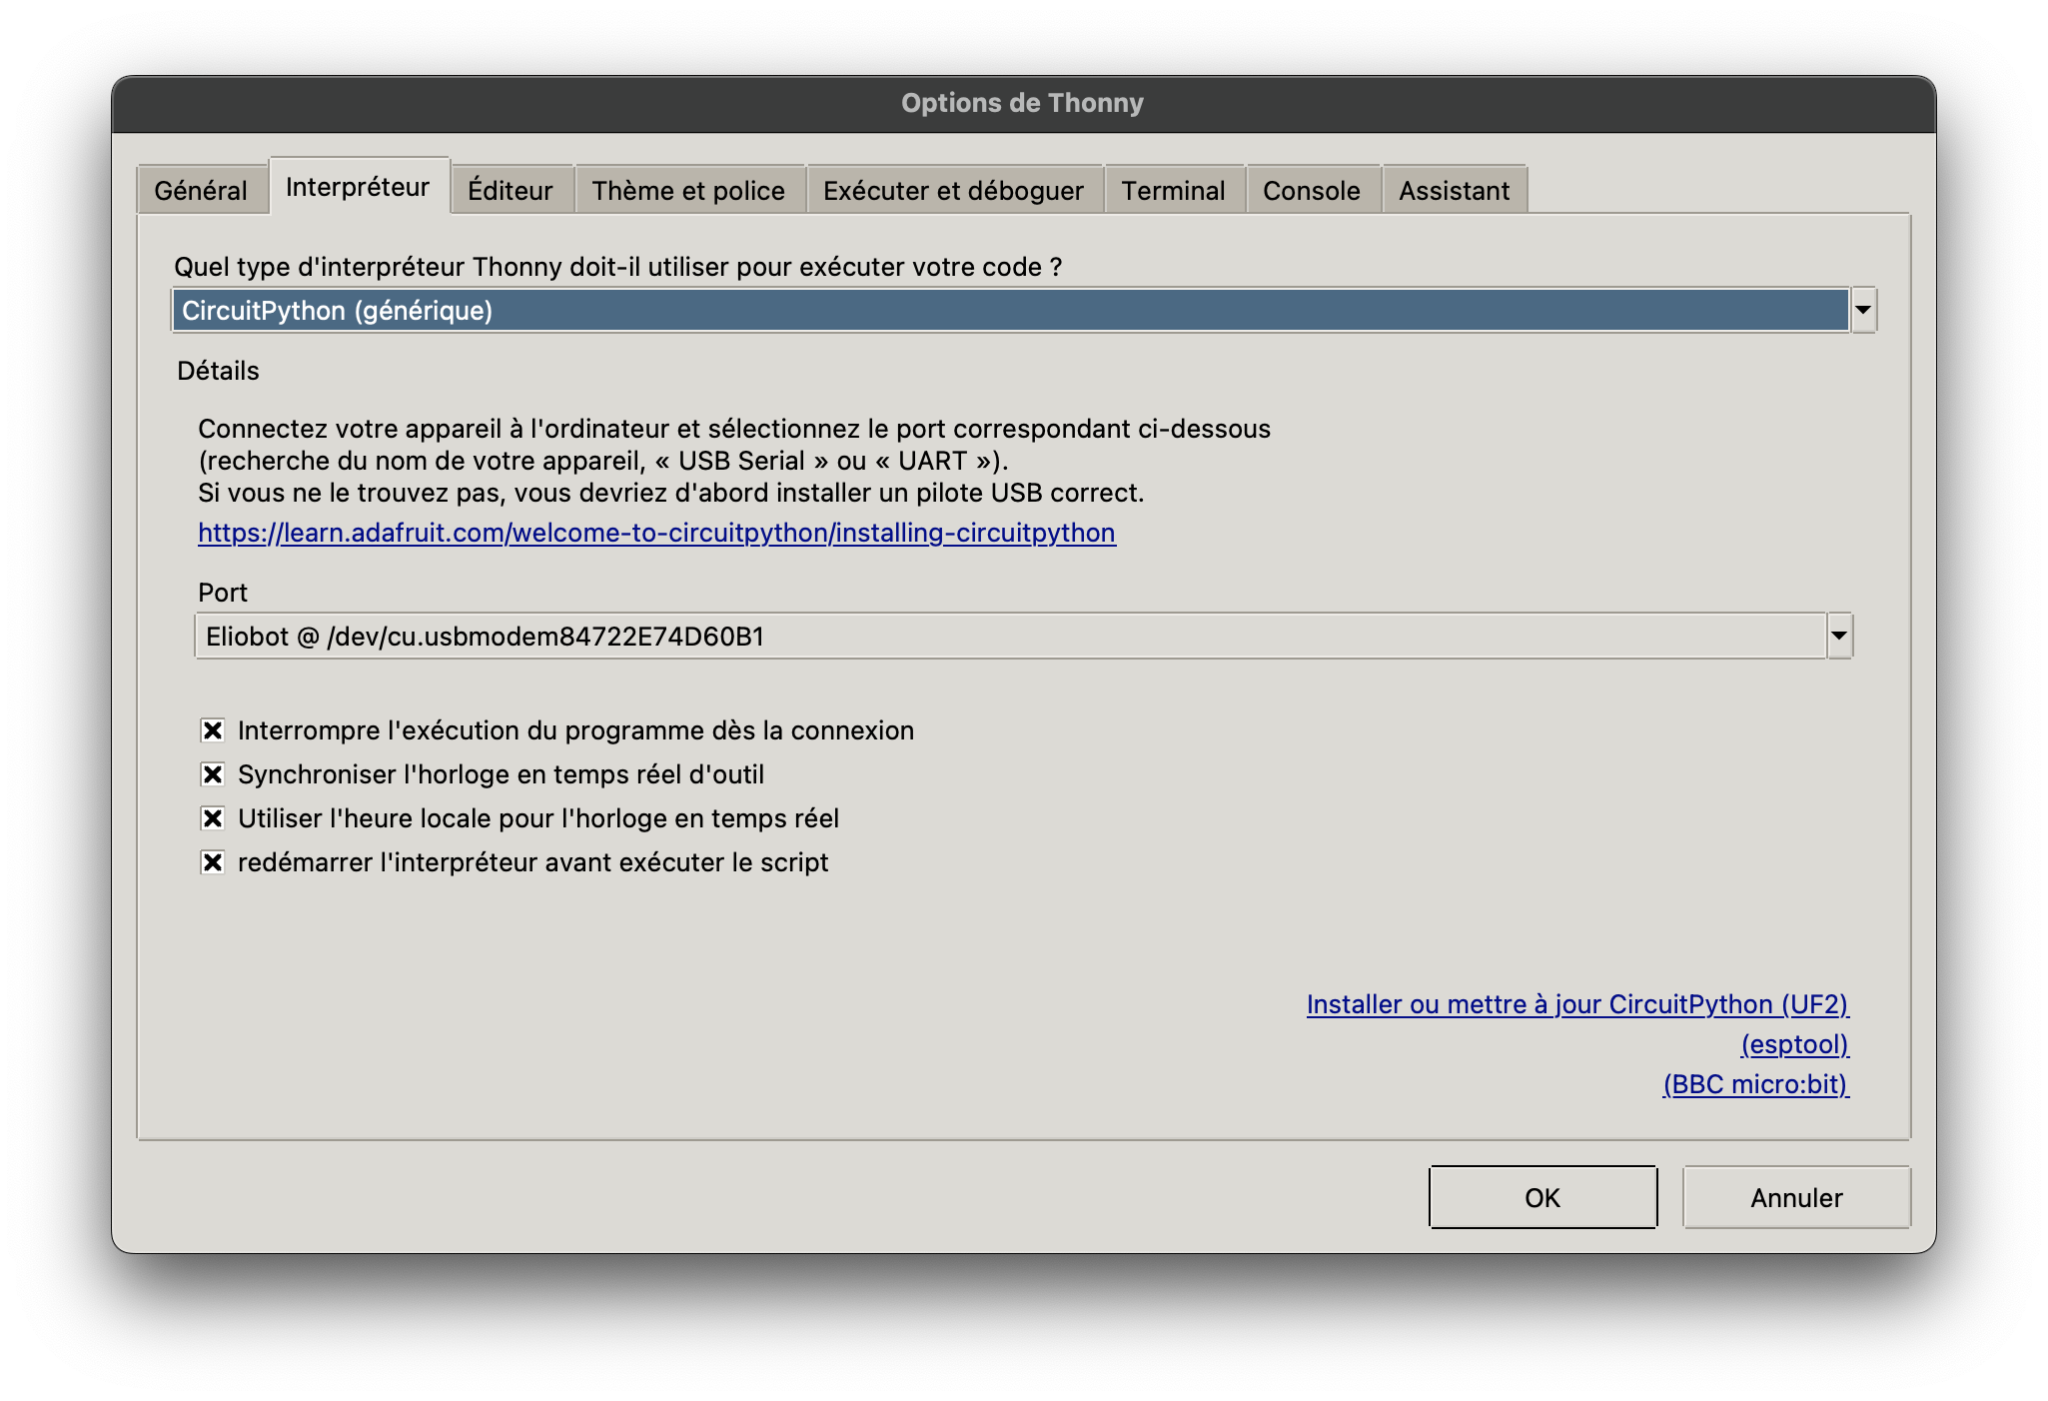 Options de Thonny
Général Interpréteur Éditeur Thème et police Exécuter et déboguer Terminal Console Assistant
Quel type d'interpréteur Thonny doit-il utiliser pour exécuter votre code ?
CircuitPython (générique)
Détails
Connectez votre appareil à l'ordinateur et sélectionnez le port correspondant ci-dessous
(recherche du nom de votre appareil, « USB Serial » ou « UART »).
Si vous ne le trouvez pas, vous devriez d'abord installer un pilote USB correct.
https://learn.adafruit.com/welcome-to-circuitpython/installing-circuitpython
Port
Eliobot @ /dev/cu.usbmodem84722E74D60B1
Interrompre l'exécution du programme dès la connexion
Synchroniser l'horloge en temps réel d'outil
Utiliser l'heure locale pour l'horloge en temps réel
redémarrer l'interpréteur avant exécuter le script
Installer ou mettre à jour CircuitPython (UF2)
(esptool)
(BBC micro:bit)
OK Annuler